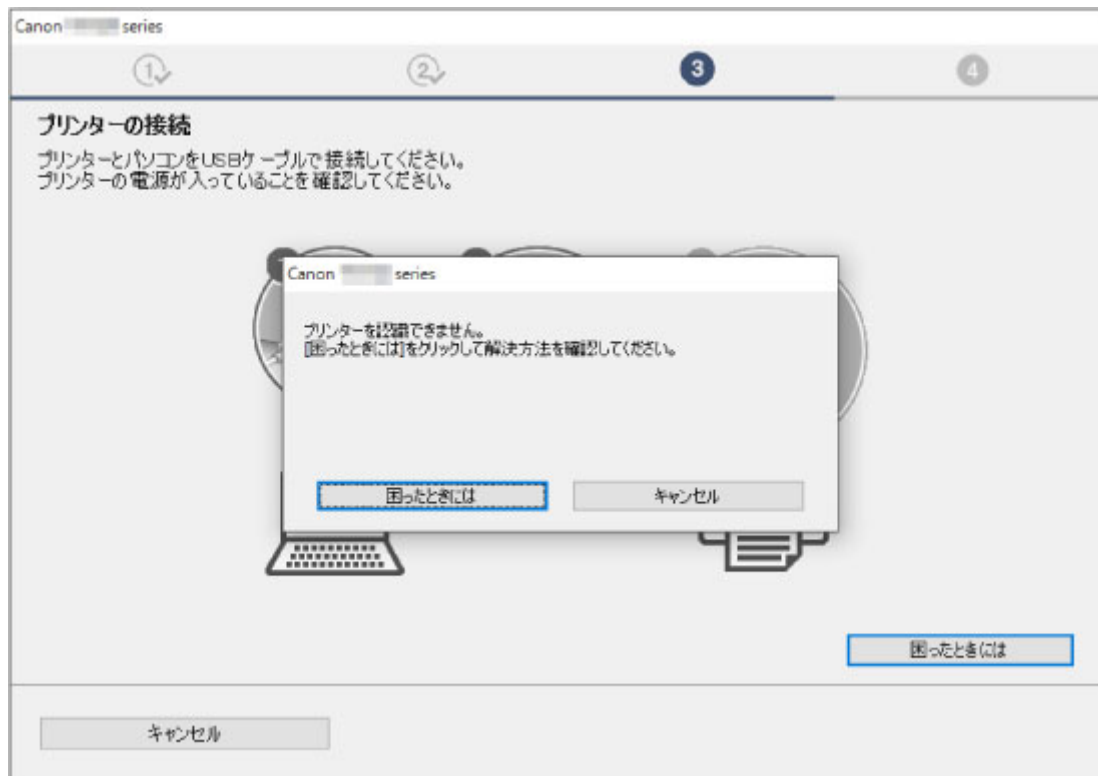 Canon series
1
2
3
4
プリンターの接続
プリンターとパソコンをUSBケーブルで接続してください。
プリンターの電源が入っていることを確認してください。
Canon series
プリンターを認識できません。
[困ったときには]をクリックして解決方法を確認してください。
困ったときには
キャンセル
困ったときには
キャンセル